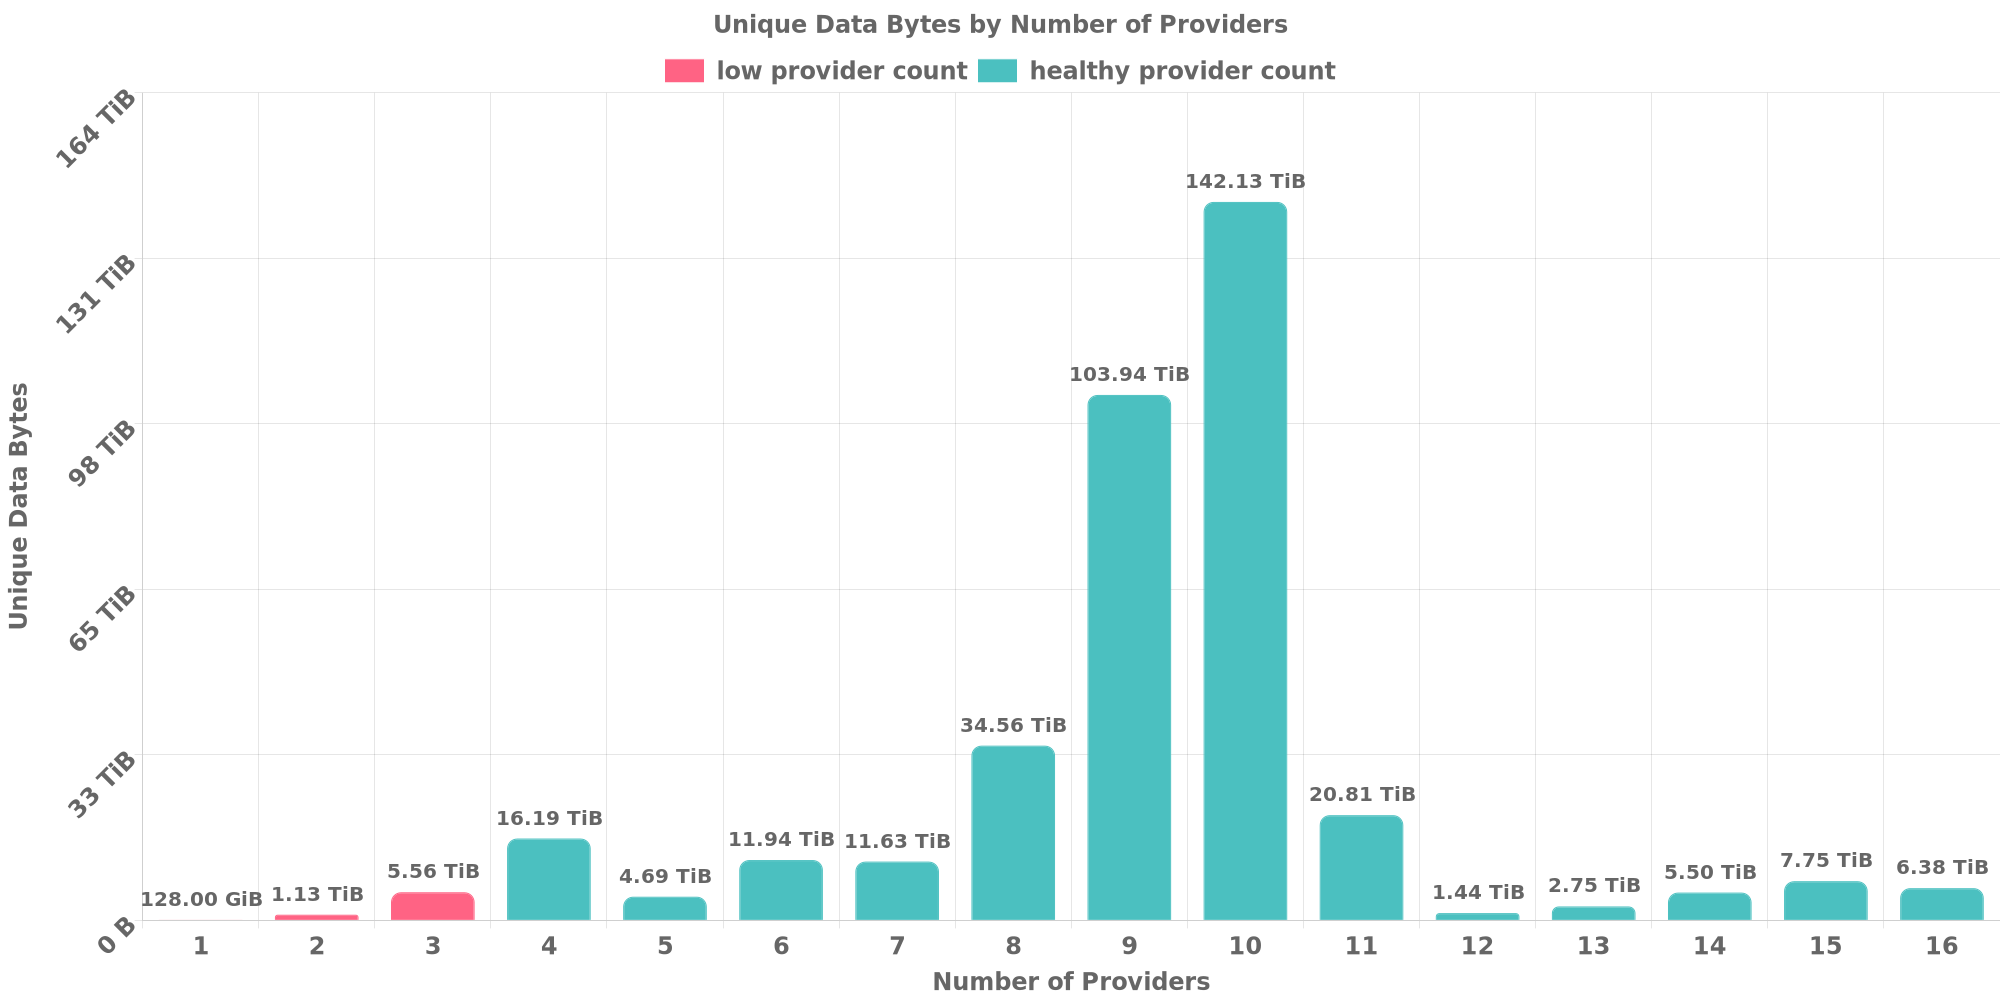 Unique Data Bytes by Number of Providers
low provider count healthy provider count
164 TiB
131 TiB
98 TiB
65 TiB
33 TiB
0 B
Unique Data Bytes
128.00 GiB
1.13 TiB
5.56 TiB
16.19 TiB
4.69 TiB
11.94 TiB
11.63 TiB
34.56 TiB
103.94 TiB
142.13 TiB
20.81 TiB
1.44 TiB
2.75 TiB
5.50 TiB
7.75 TiB
6.38 TiB
1 2 3 4 5 6 7 8 9 10 11 12 13 14 15 16
Number of Providers